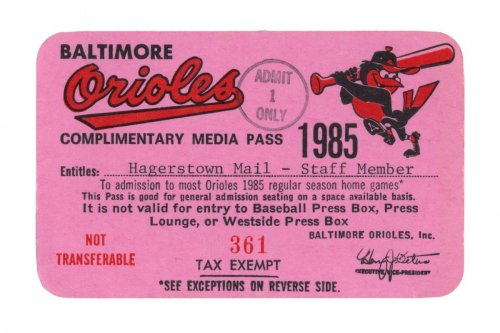 BALTIMORE
Orioles
ADMIT
1
ONLY
COMPLIMENTARY MEDIA PASS 1985
Entitles: Hagerstown Mail - Staff Member
To admission to most Orioles 1985 regular season home games*
This Pass is good for general admission seating on a space available basis.
It is not valid for entry to Baseball Press Box, Press
Lounge, or Westside Press Box
NOT
TRANSFERABLE
361
TAX EXEMPT
BALTIMORE ORIOLES, Inc.
EXECUTIVE VICE-PRESIDENT
*SEE EXCEPTIONS ON REVERSE SIDE.